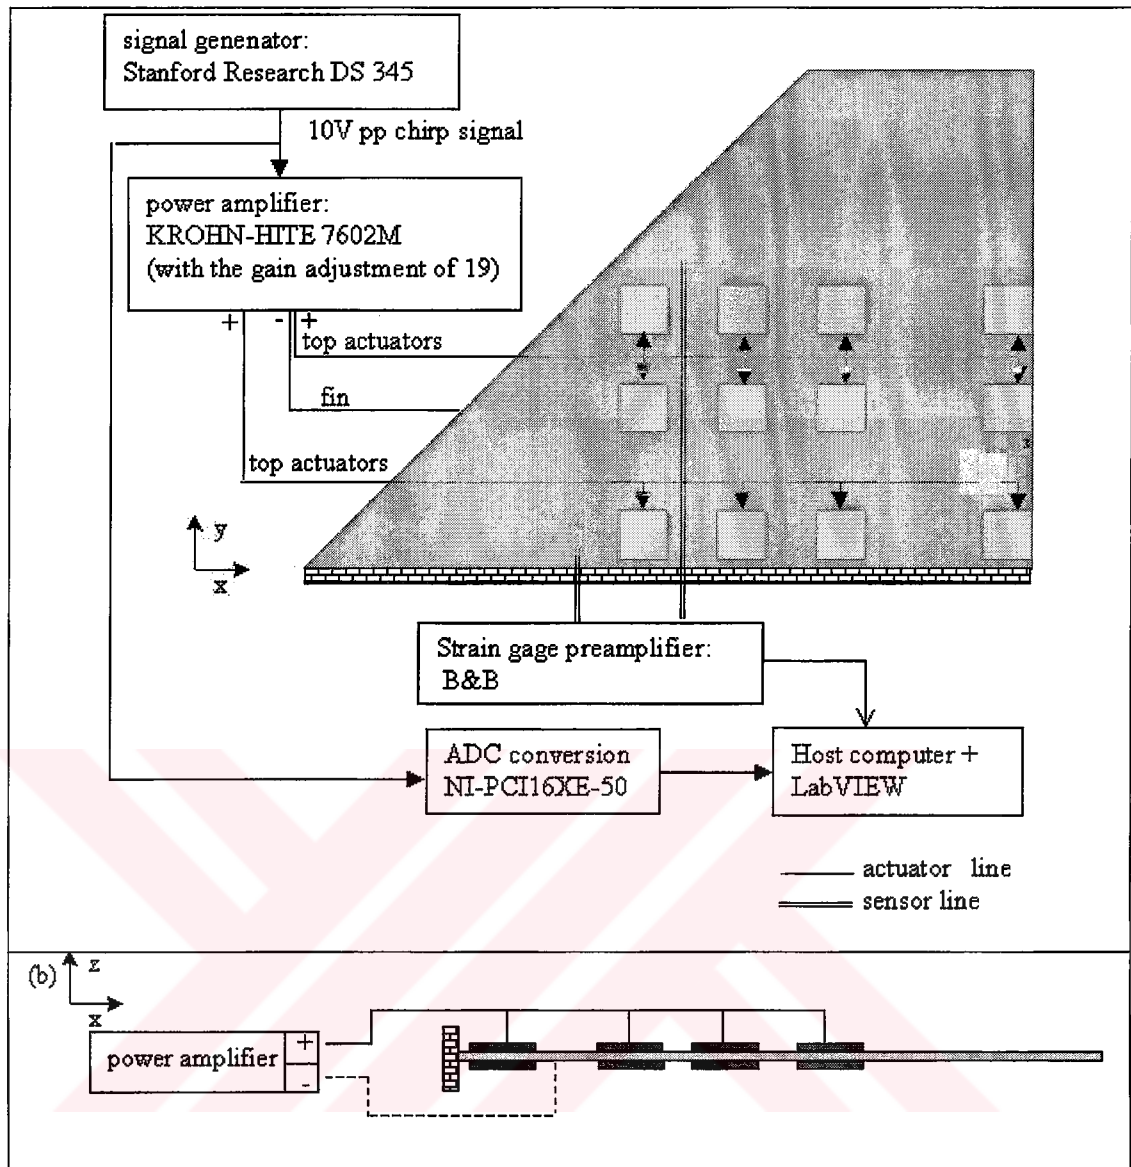 signal genenator:
Stanford Research DS 345
10V pp chirp signal
power amplifier:
KROHN-HITE 7602M
(with the gain adjustment of 19)
+ - +
top actuators
fin
top actuators
y
x
Strain gage preamplifier:
B&B
ADC conversion
NI-PCI16XE-50
Host computer +
LabVIEW
actuator line
sensor line
(b)
z
x
power amplifier
+
-